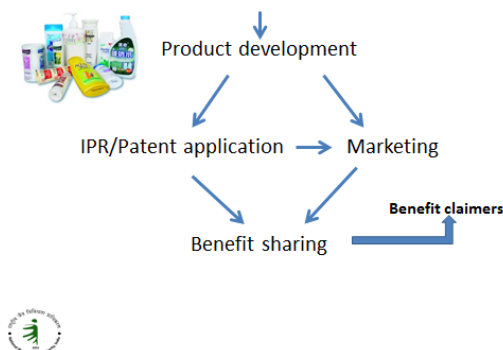 Product development
IPR/Patent application
Marketing
Benefit claimers
Benefit sharing